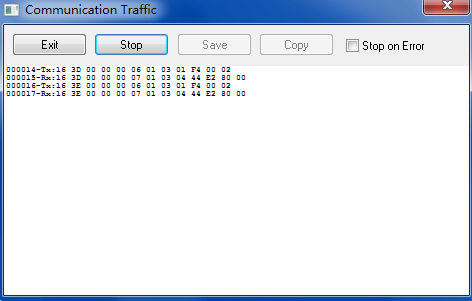 Communication Traffic
Exit Stop Save Copy Stop on Error
000014-Tx:16 3D 00 00 00 06 01 03 01 F4 00 02
000015-Rx:16 3D 00 00 00 07 01 03 04 44 E2 80 00
000016-Tx:16 3E 00 00 00 06 01 03 01 F4 00 02
000017-Rx:16 3E 00 00 00 07 01 03 04 44 E2 80 00